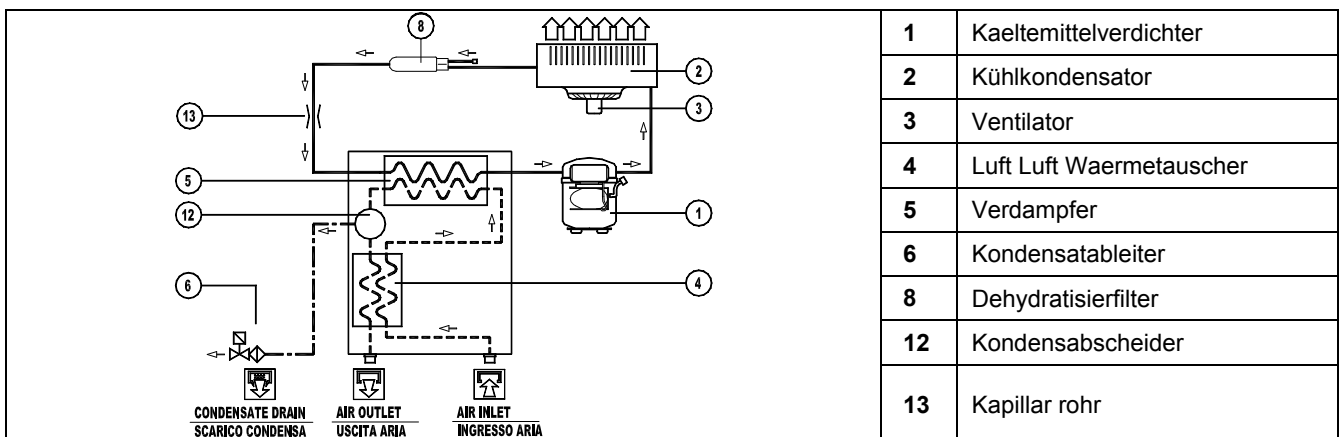 8
2
3
13
5
12
1
4
6
CONDENSATE DRAIN
SCARICO CONDENSA
AIR OUTLET
USCITA ARIA
AIR INLET
INGRESSO ARIA
1 Kaeltemittelverdichter
2 Kühlkondensator
3 Ventilator
4 Luft Luft Waermetauscher
5 Verdampfer
6 Kondensatableiter
8 Dehydratisierfilter
12 Kondensabscheider
13 Kapillar rohr